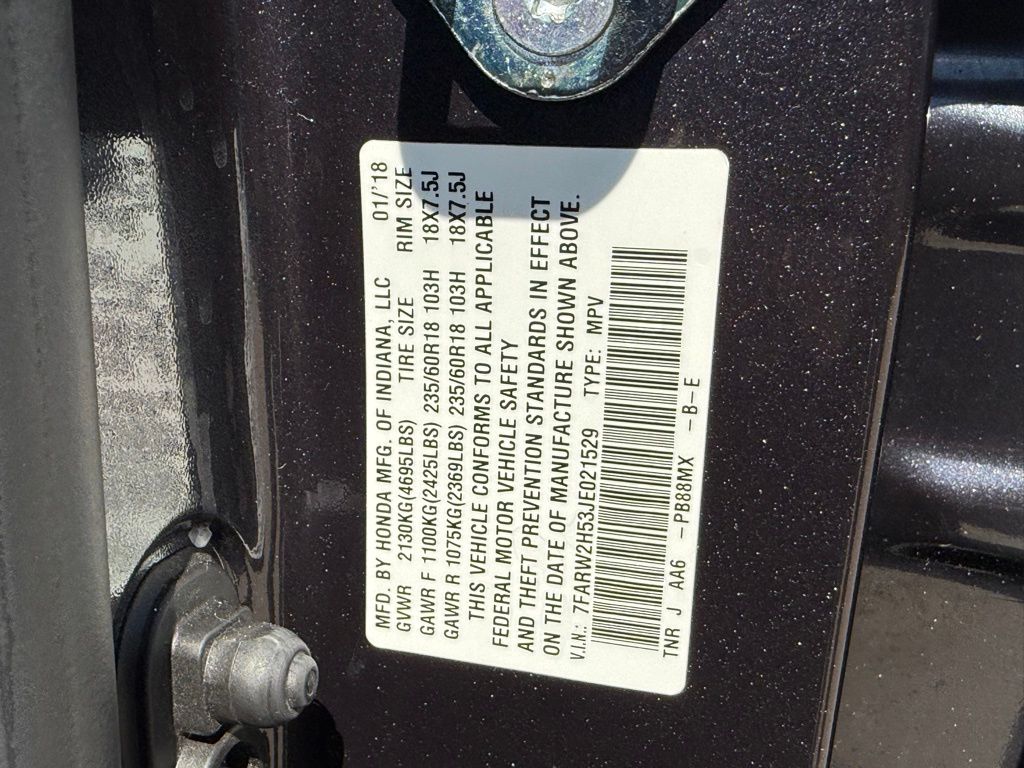 MFD. BY HONDA MFG. OF INDIANA, LLC 01/'18
GVWR 2130KG(4695LBS) TIRE SIZE RIM SIZE
GAWR F 1100KG(2425LBS) 235/60R18 103H 18X7.5J
GAWR R 1075KG(2369LBS) 235/60R18 103H 18X7.5J
THIS VEHICLE CONFORMS TO ALL APPLICABLE
FEDERAL MOTOR VEHICLE SAFETY
AND THEFT PREVENTION STANDARDS IN EFFECT
ON THE DATE OF MANUFACTURE SHOWN ABOVE.
V.I.N.: 7FARW2H53JE021529 TYPE: MPV
TNR J AA6 -PB88MX -B-E